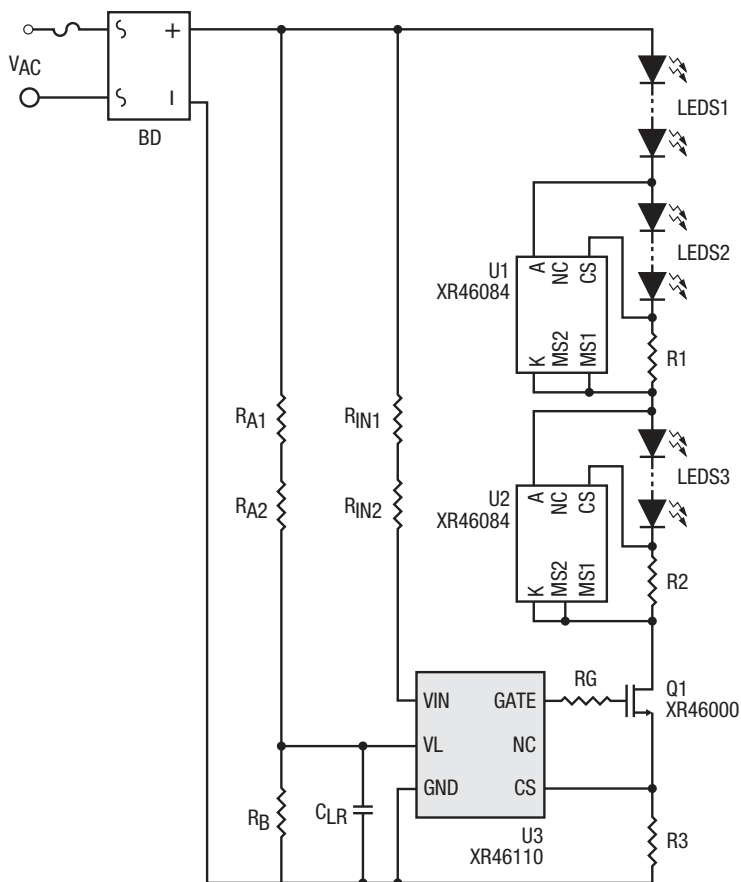 VAC
+
–
BD
LEDS1
LEDS2
U1
XR46084
A
NC
CS
K
MS2
MS1
R1
RA1
RIN1
RA2
RIN2
LEDS3
U2
XR46084
A
NC
CS
K
MS2
MS1
R2
VIN
GATE
RG
Q1
XR46000
VL
NC
GND
CS
RB
CLR
U3
XR46110
R3